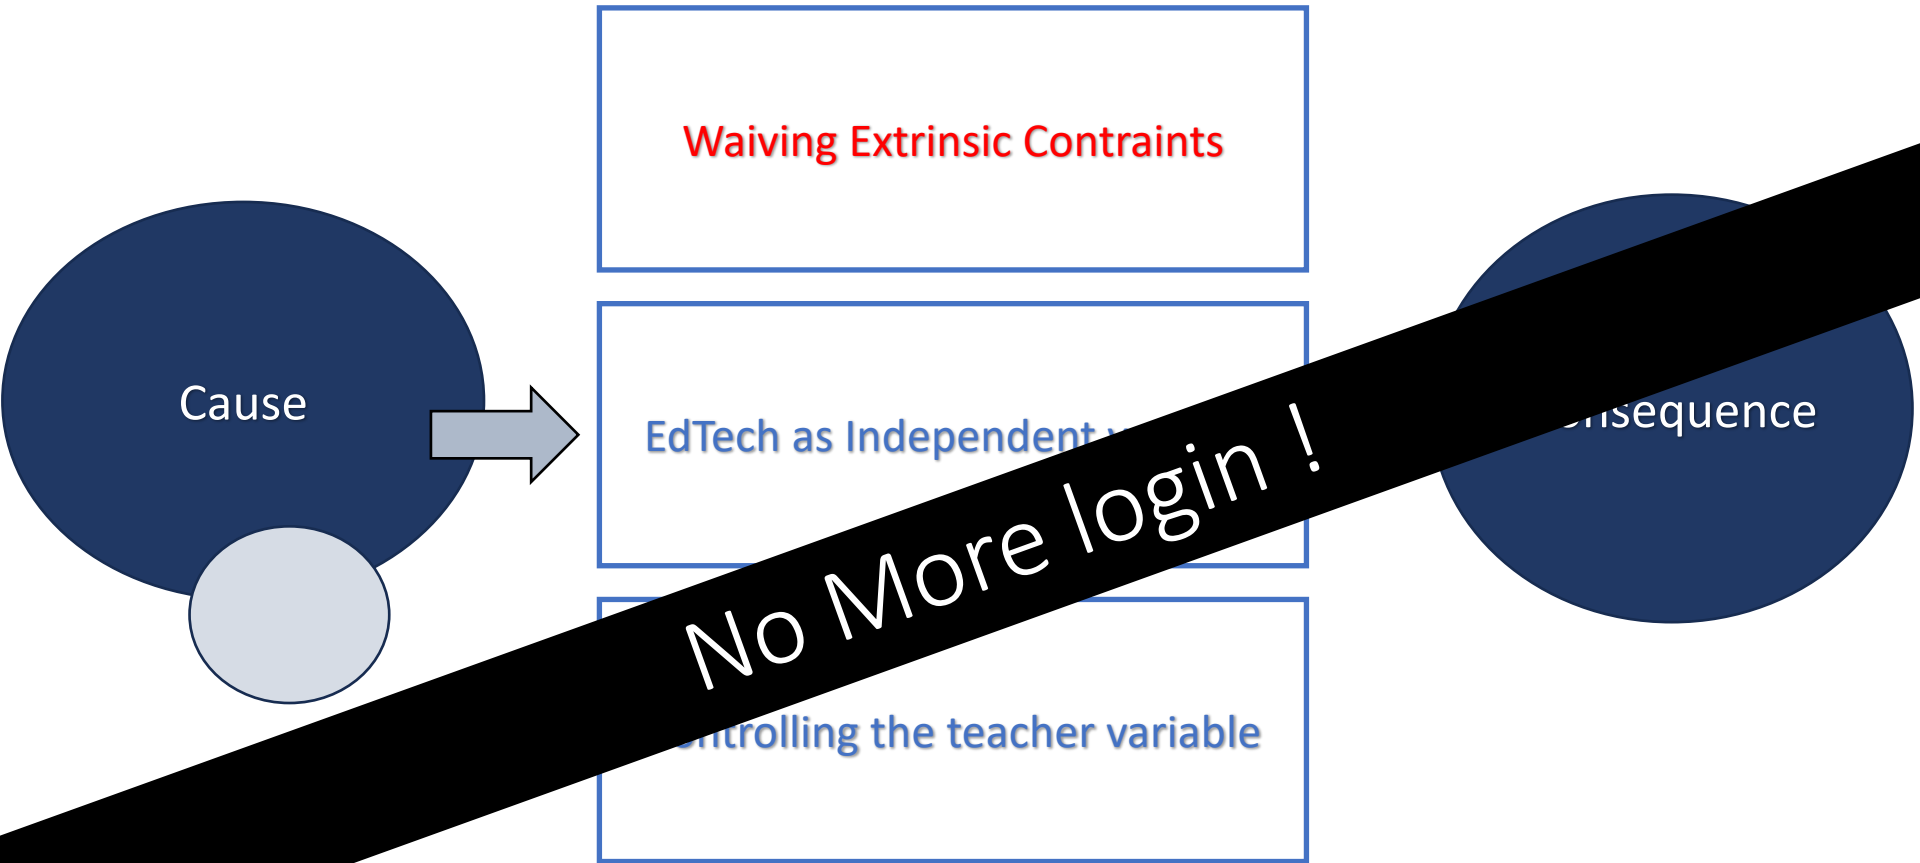 Waiving Extrinsic Contraints
Cause
EdTech as Independent
nsequence
No More login !
ntrolling the teacher variable